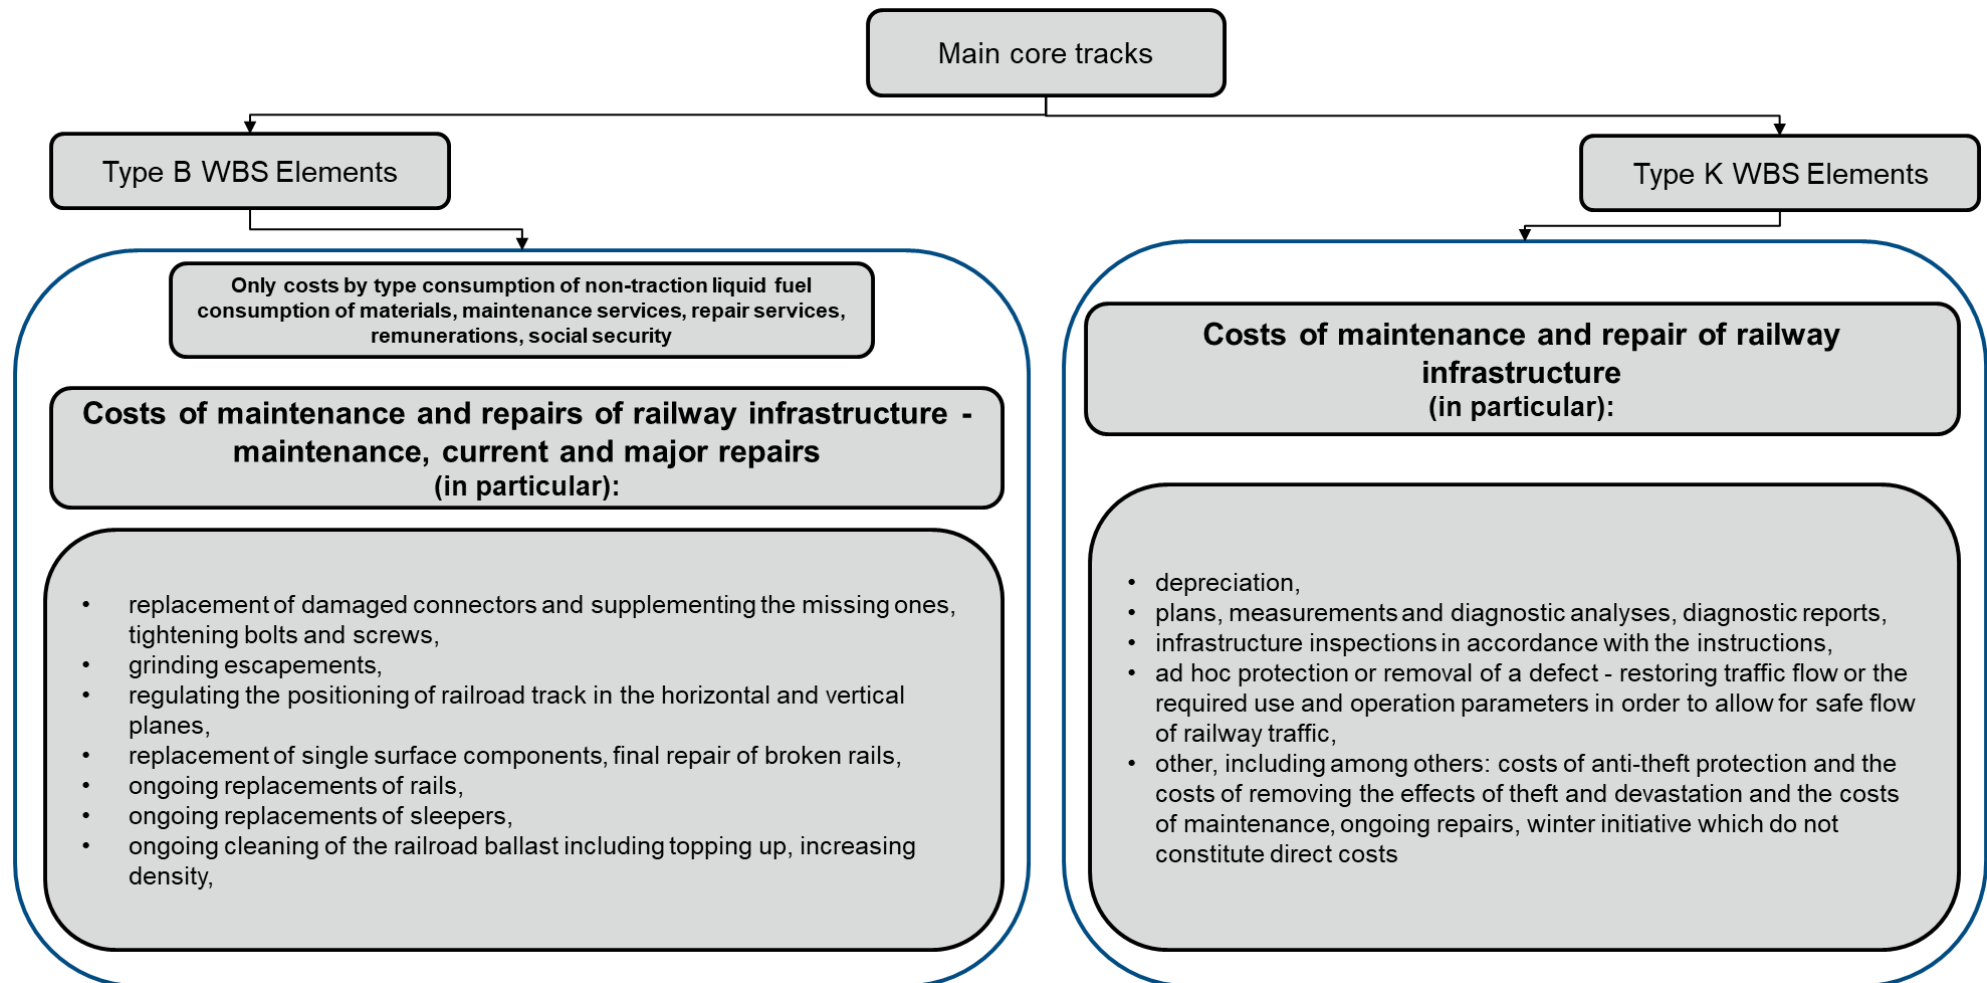 Main core tracks
Type B WBS Elements
Type K WBS Elements
Only costs by type consumption of non-traction liquid fuel
consumption of materials, maintenance services, repair services,
remunerations, social security
Costs of maintenance and repairs of railway infrastructure -
maintenance, current and major repairs
(in particular):
• replacement of damaged connectors and supplementing the missing ones,
tightening bolts and screws,
• grinding escapements,
• regulating the positioning of railroad track in the horizontal and vertical
planes,
• replacement of single surface components, final repair of broken rails,
• ongoing replacements of rails,
• ongoing replacements of sleepers,
• ongoing cleaning of the railroad ballast including topping up, increasing
density,
Costs of maintenance and repair of railway
infrastructure
(in particular):
• depreciation,
• plans, measurements and diagnostic analyses, diagnostic reports,
• infrastructure inspections in accordance with the instructions,
• ad hoc protection or removal of a defect - restoring traffic flow or the
required use and operation parameters in order to allow for safe flow
of railway traffic,
• other, including among others: costs of anti-theft protection and the
costs of removing the effects of theft and devastation and the costs
of maintenance, ongoing repairs, winter initiative which do not
constitute direct costs